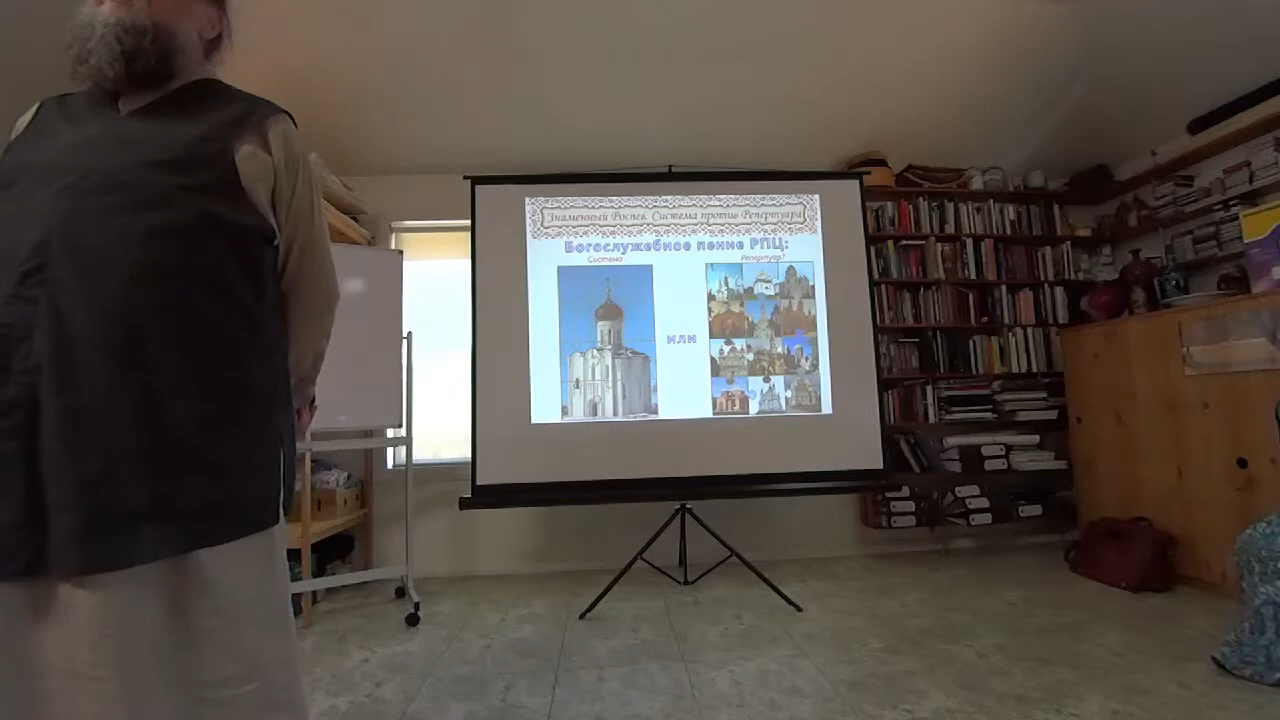 Знаменный Роспев. Система против Репертуара
Богослужебное пение РПЦ:
Система
Репертуар?
или